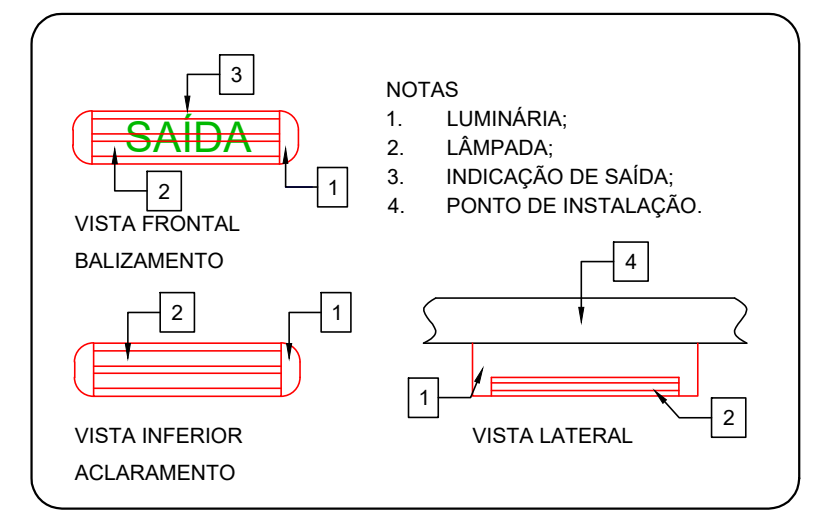 3
SAÍDA
2
1
VISTA FRONTAL
BALIZAMENTO
NOTAS
1. LUMINÁRIA;
2. LÂMPADA;
3. INDICAÇÃO DE SAÍDA;
4. PONTO DE INSTALAÇÃO.
2
1
VISTA INFERIOR
ACLARAMENTO
4
1
2
VISTA LATERAL